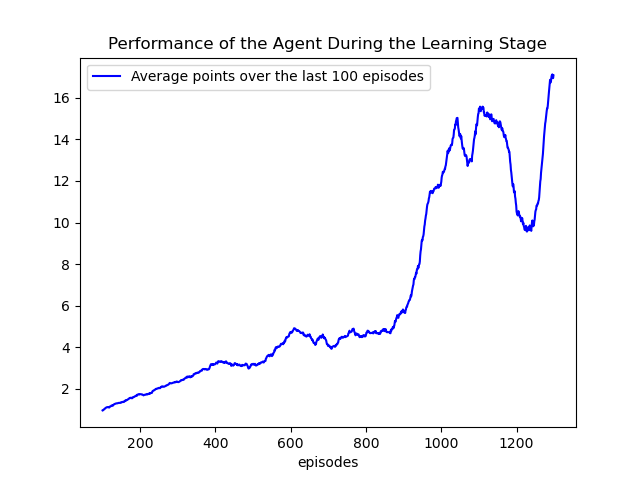 Performance of the Agent During the Learning Stage
Average points over the last 100 episodes
16
14
12
10
8
6
4
2
200 400 600 800 1000 1200
episodes